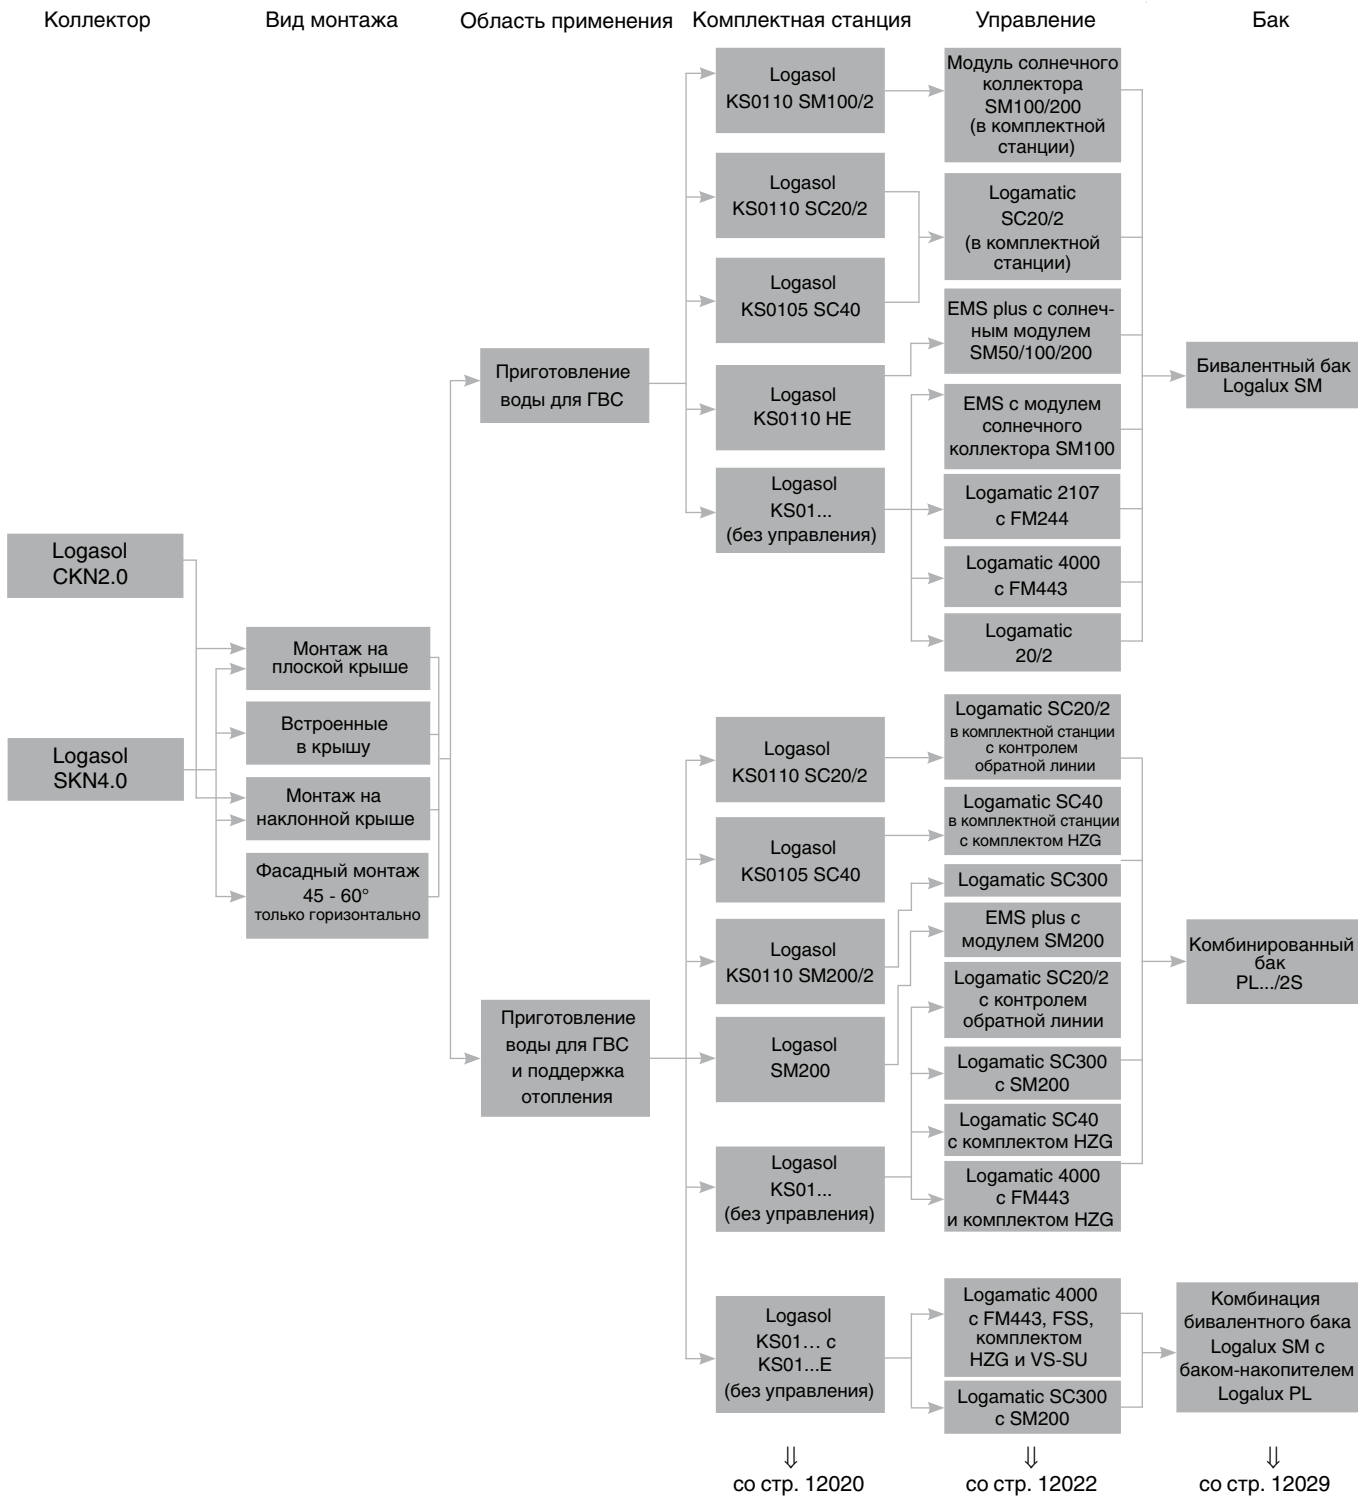 Коллектор
Вид монтажа
Область применения
Комплектная станция
Управление
Бак
Logasol
CKN2.0
Logasol
SKN4.0
Монтаж на
плоской крыше
Встроенные
в крышу
Монтаж на
наклонной крыше
Фасадный монтаж
45 - 60°
только горизонтально
Приготовление
воды для ГВС
Приготовление
воды для ГВС
и поддержка
отопления
Logasol
KS0110 SM100/2
Logasol
KS0110 SC20/2
Logasol
KS0105 SC40
Logasol
KS0110 HE
Logasol
KS01...
(без управления)
Logasol
KS0110 SC20/2
Logasol
KS0105 SC40
Logasol
KS0110 SM200/2
Logasol
SM200
Logasol
KS01...
(без управления)
Logasol
KS01... с
KS01...E
(без управления)
Модуль солнечного
коллектора
SM100/200
(в комплектной
станции)
Logamatic
SC20/2
(в комплектной
станции)
EMS plus с солнеч-
ным модулем
SM50/100/200
EMS с модулем
солнечного
коллектора SM100
Logamatic 2107
с FM244
Logamatic 4000
с FM443
Logamatic
20/2
Logamatic SC20/2
в комплектной станции
с контролем
обратной линии
Logamatic SC40
в комплектной станции
с комплектом HZG
Logamatic SC300
EMS plus с
модулем SM200
Logamatic SC20/2
с контролем
обратной линии
Logamatic SC300
с SM200
Logamatic SC40
с комплектом HZG
Logamatic 4000
с FM443
и комплектом HZG
Logamatic 4000
с FM443, FSS,
комплектом
HZG и VS-SU
Logamatic SC300
с SM200
Бивалентный бак
Logalux SM
Комбинированный
бак
PL.../2S
Комбинация
бивалентного бака
Logalux SM с
баком-накопителем
Logalux PL
⇓
со стр. 12020
⇓
со стр. 12022
⇓
со стр. 12029